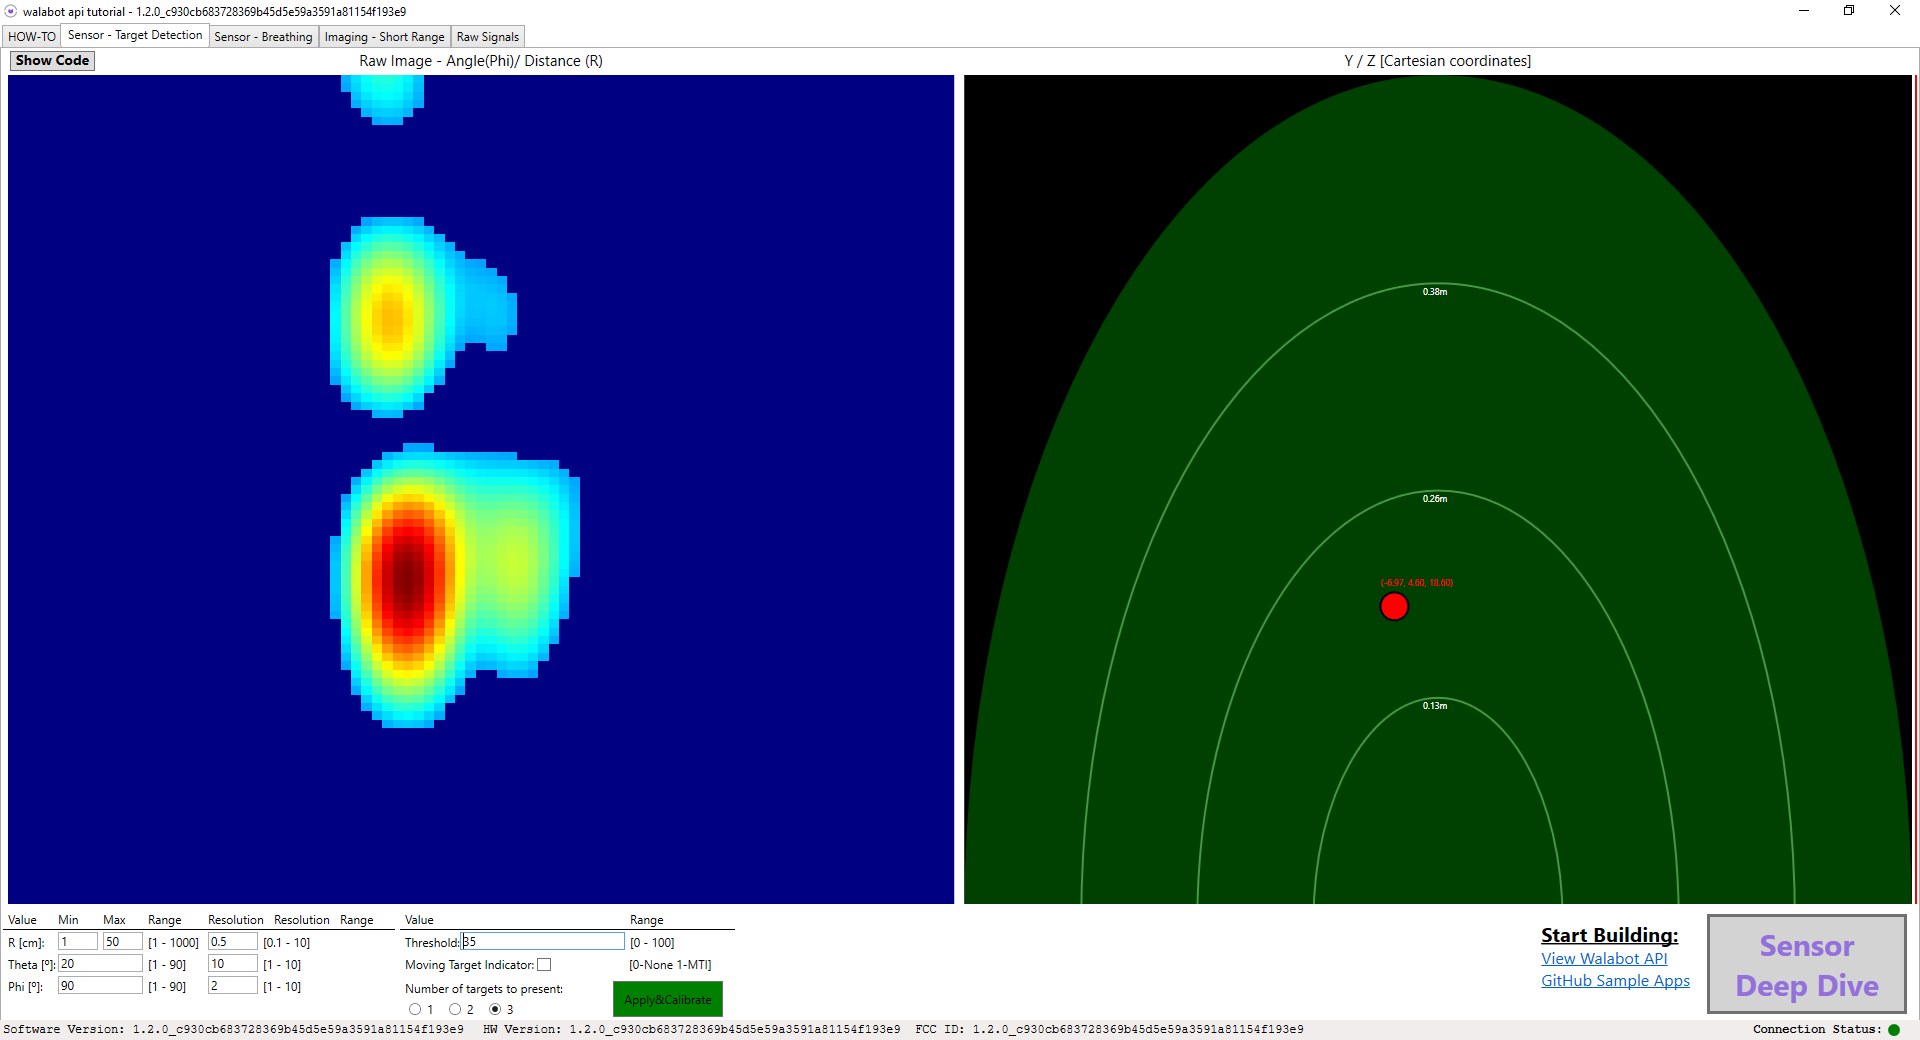 walabot api tutorial - 1.2.0_c930cb683728369b45d5e59a3591a81154f193e9
HOW-TO Sensor - Target Detection Sensor - Breathing Imaging - Short Range Raw Signals
Show Code Raw Image - Angle(Phi)/ Distance (R) Y / Z [Cartesian coordinates]
0.38m
0.26m
(-6.97, 4.60, 18.60)
0.13m
Value Min Max Range Resolution Resolution Range Value Range
R [cm]: 1 50 [1 - 1000] 0.5 [0.1 - 10] Threshold: 35 [0 - 100]
Theta [º]: 20 [1 - 90] 10 [1 - 10] Moving Target Indicator: [0-None 1-MTI]
Phi [º]: 90 [1 - 90] 2 [1 - 10] Number of targets to present:
1 2 3 Apply&Calibrate
Start Building:
View Walabot API
GitHub Sample Apps
Sensor
Deep Dive
Software Version: 1.2.0_c930cb683728369b45d5e59a3591a81154f193e9 HW Version: 1.2.0_c930cb683728369b45d5e59a3591a81154f193e9 FCC ID: 1.2.0_c930cb683728369b45d5e59a3591a81154f193e9 Connection Status: